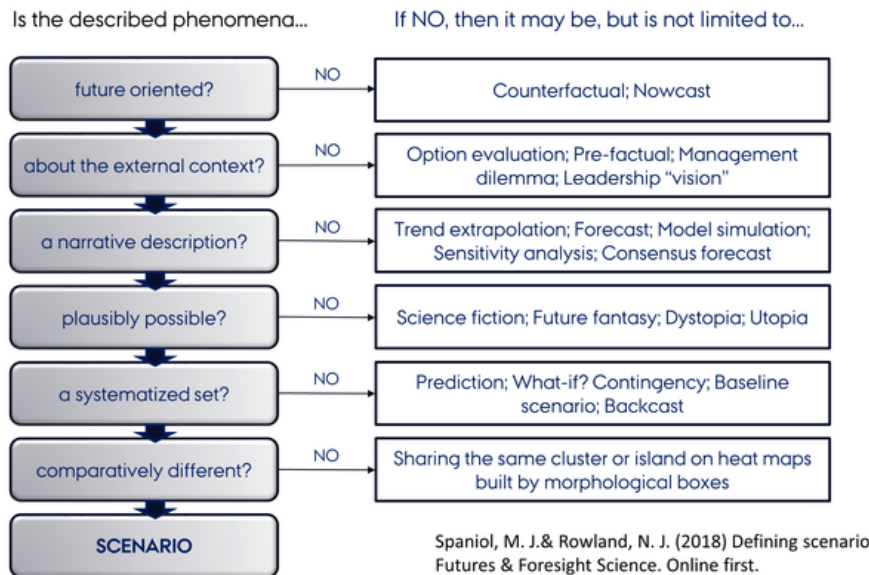 Is the described phenomena...
If NO, then it may be, but is not limited to...
future oriented?
NO
Counterfactual; Nowcast
about the external context?
NO
Option evaluation; Pre-factual; Management
dilemma; Leadership “vision”
a narrative description?
NO
Trend extrapolation; Forecast; Model simulation;
Sensitivity analysis; Consensus forecast
plausibly possible?
NO
Science fiction; Future fantasy; Dystopia; Utopia
a systematized set?
NO
Prediction; What-if? Contingency; Baseline
scenario; Backcast
comparatively different?
NO
Sharing the same cluster or island on heat maps
built by morphological boxes
SCENARIO
Spaniol, M. J.& Rowland, N. J. (2018) Defining scenario
Futures & Foresight Science. Online first.